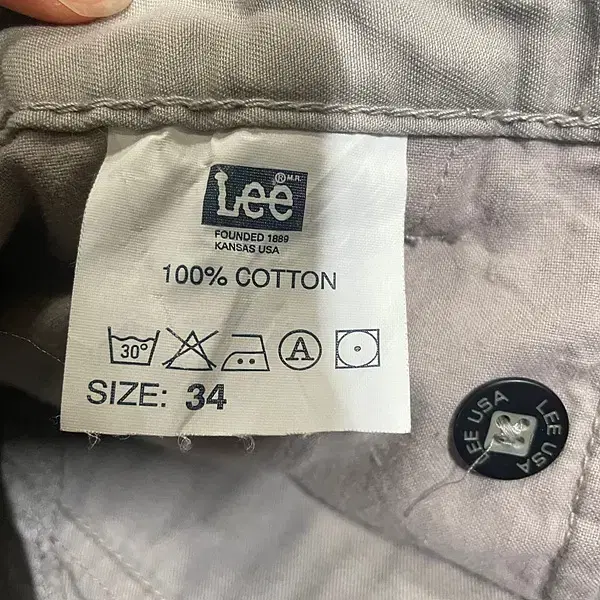 Lee ® M.R.
FOUNDED 1889
KANSAS USA
100% COTTON
30° A
SIZE: 34
LEE USA LEE USA